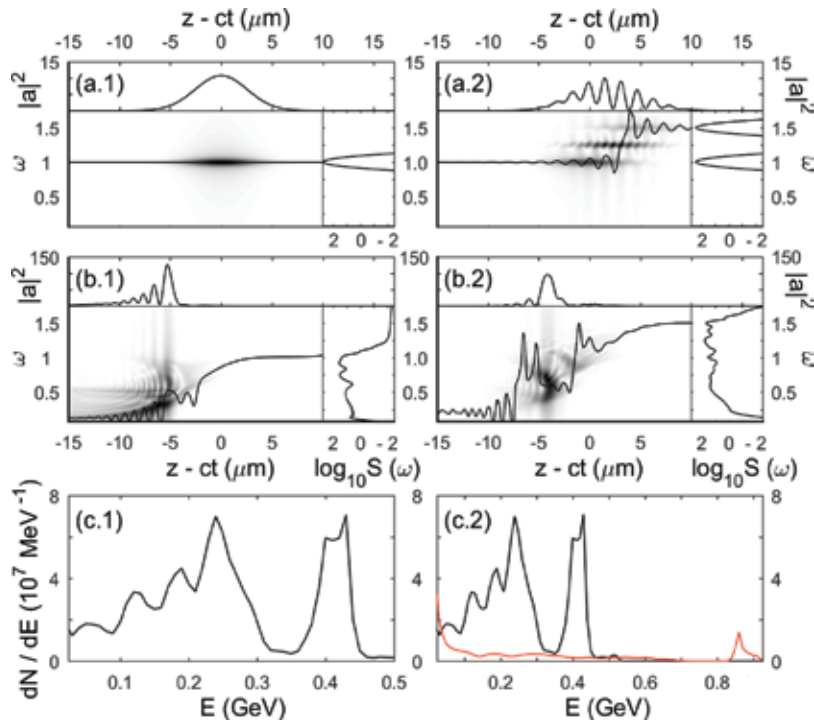 z - ct (μm) z - ct (μm)
-15 -10 -5 0 5 10 15 -15 -10 -5 0 5 10 15
15 15
|a|² (a.1) (a.2) |a|²
1.5 1.5
ω 1 1.0 ω
0.5 0.5
2 0 -2 2 0 -2
150 150
|a|² (b.1) (b.2) |a|²
1.5 1.5
ω 1 1.0 ω
0.5 0.5
-15 -10 -5 0 5 10 2 0 -2 -15 -10 -5 0 5 10 2 0 -2
z - ct (μm) log₁₀S (ω) z - ct (μm) log₁₀S (ω)
8 8
(c.1) (c.2)
dN / dE (10⁷ MeV⁻¹)
4 4
0 0
0.1 0.2 0.3 0.4 0.5 0.2 0.4 0.6 0.8
E (GeV) E (GeV)